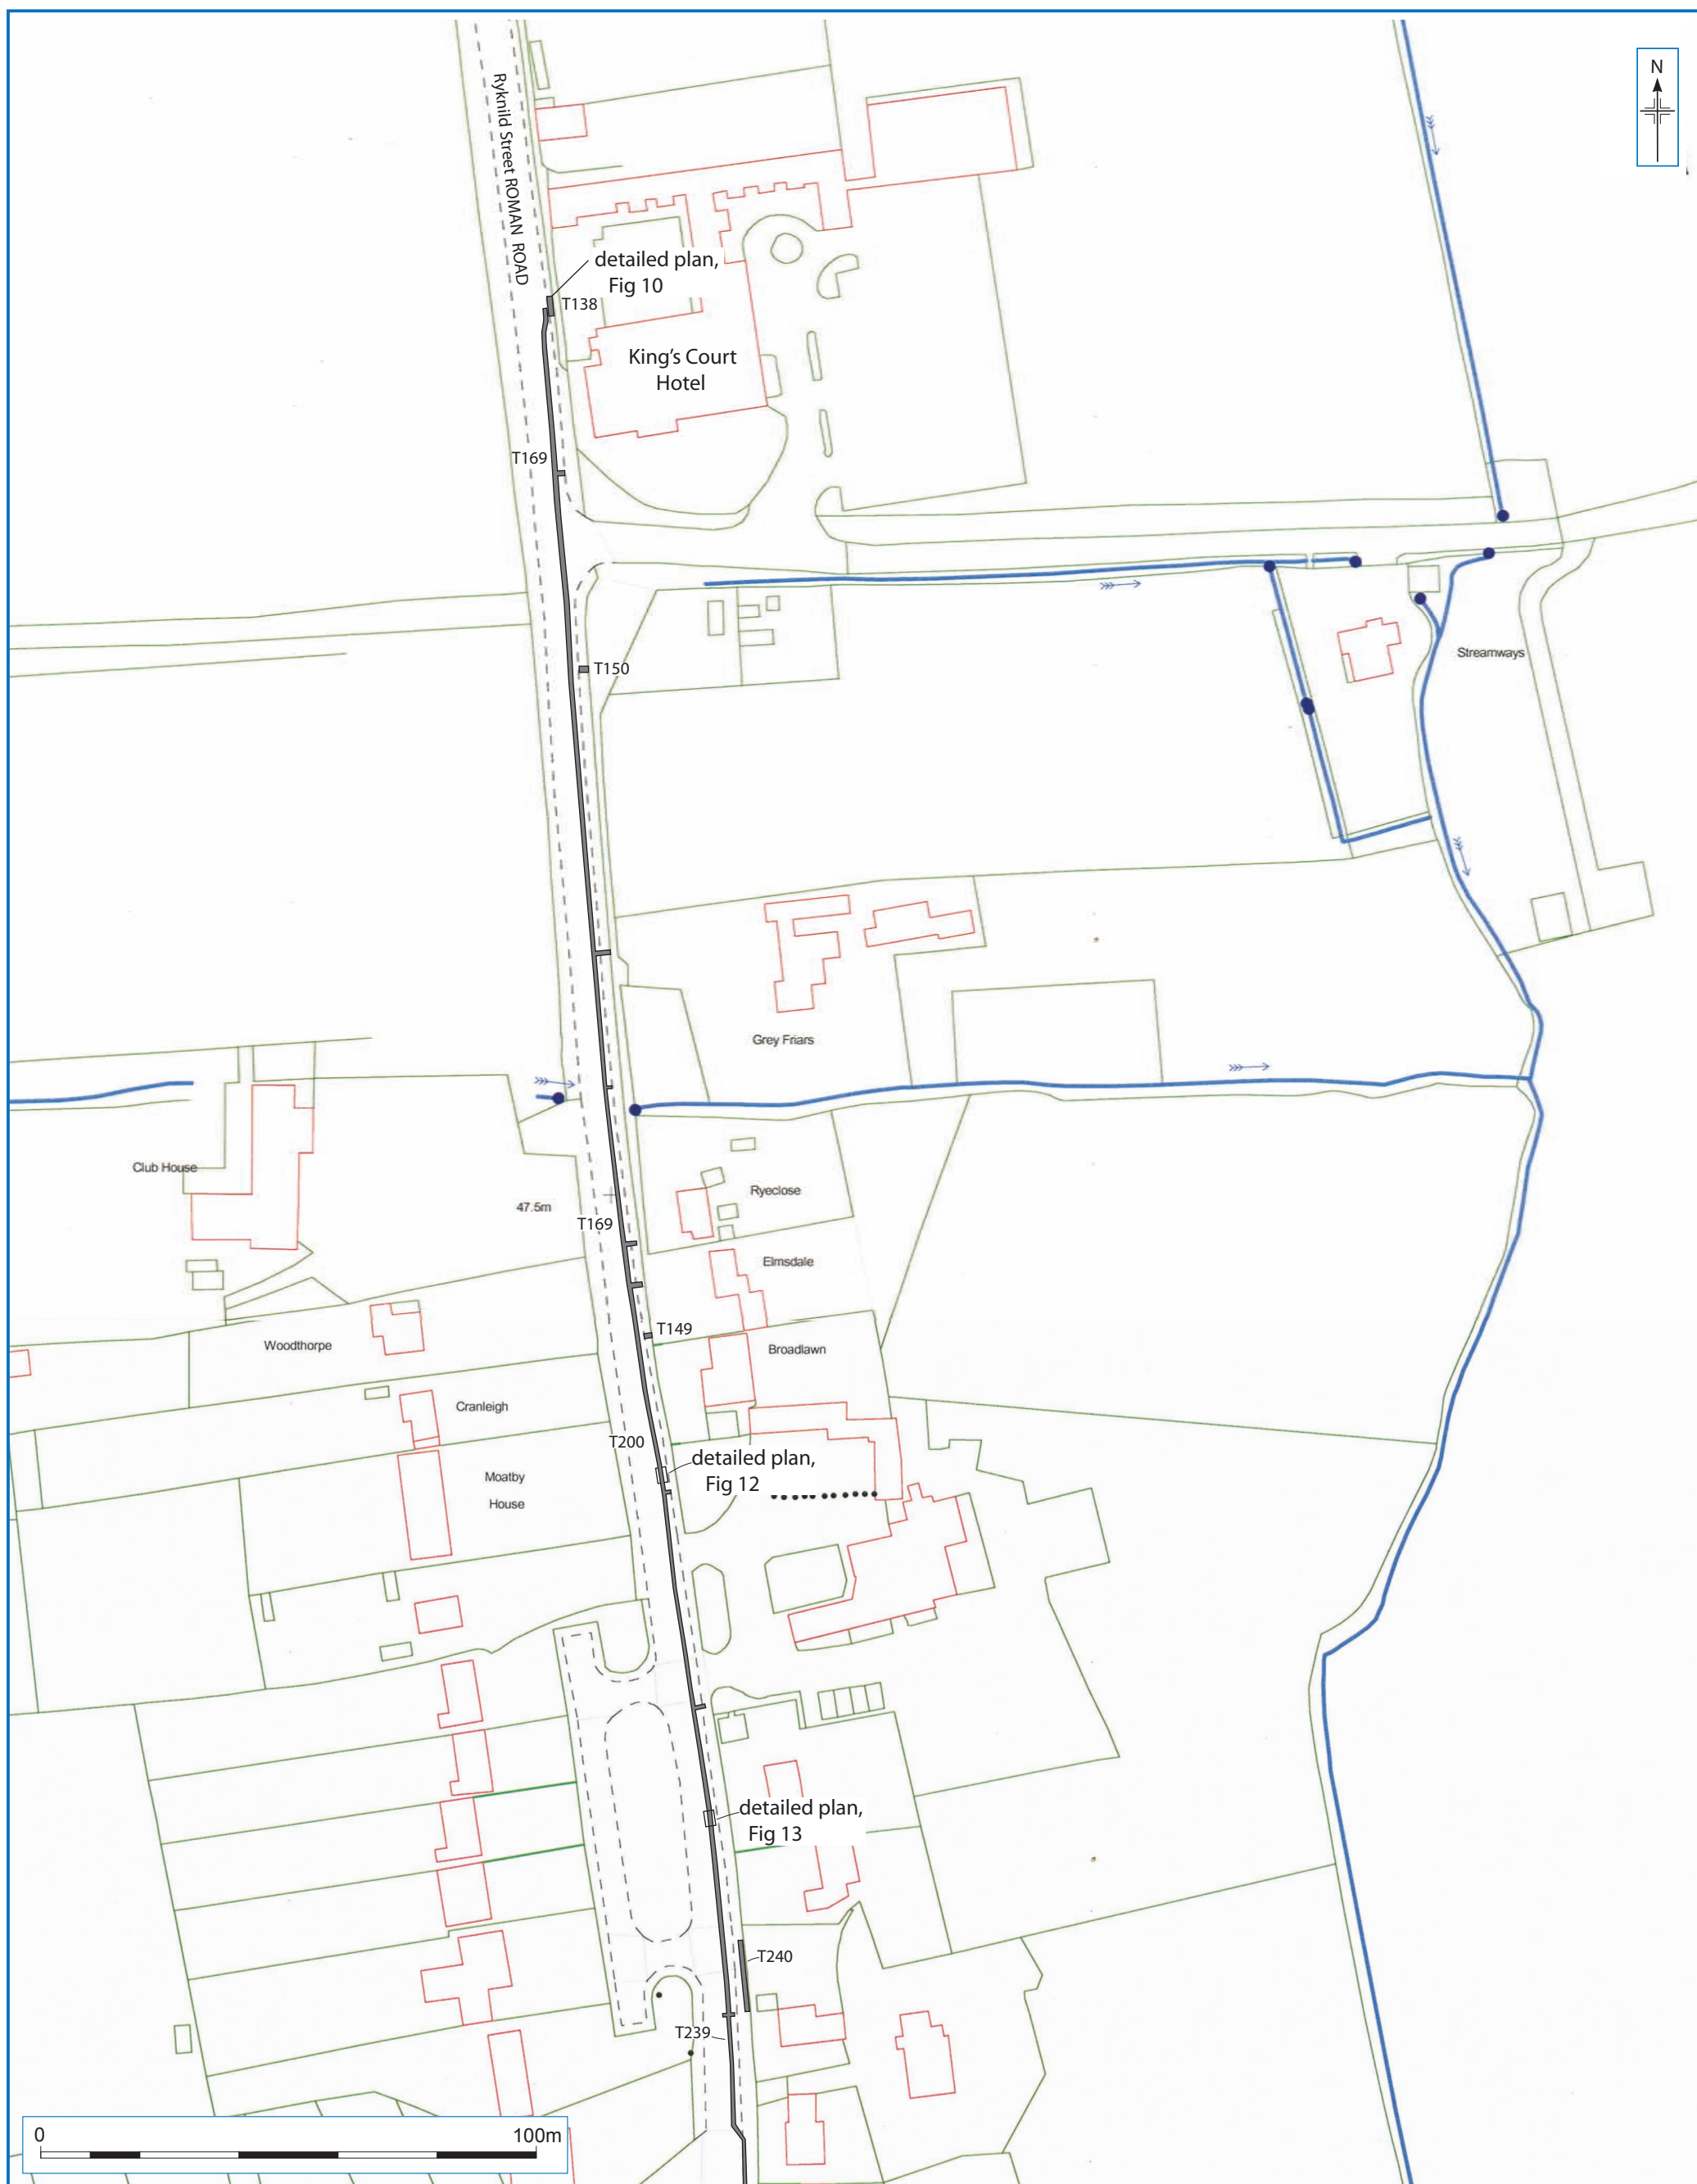 N
Ryknild Street ROMAN ROAD
detailed plan,
Fig 10
T138
King's Court
Hotel
T169
Streamways
T150
Grey Friars
Club House
Ryeclose
47.5m
T169
Elmsdale
T149
Woodthorpe
Broadlawn
Cranleigh
T200
detailed plan,
Fig 12
Moatby
House
detailed plan,
Fig 13
T240
T239
0
100m